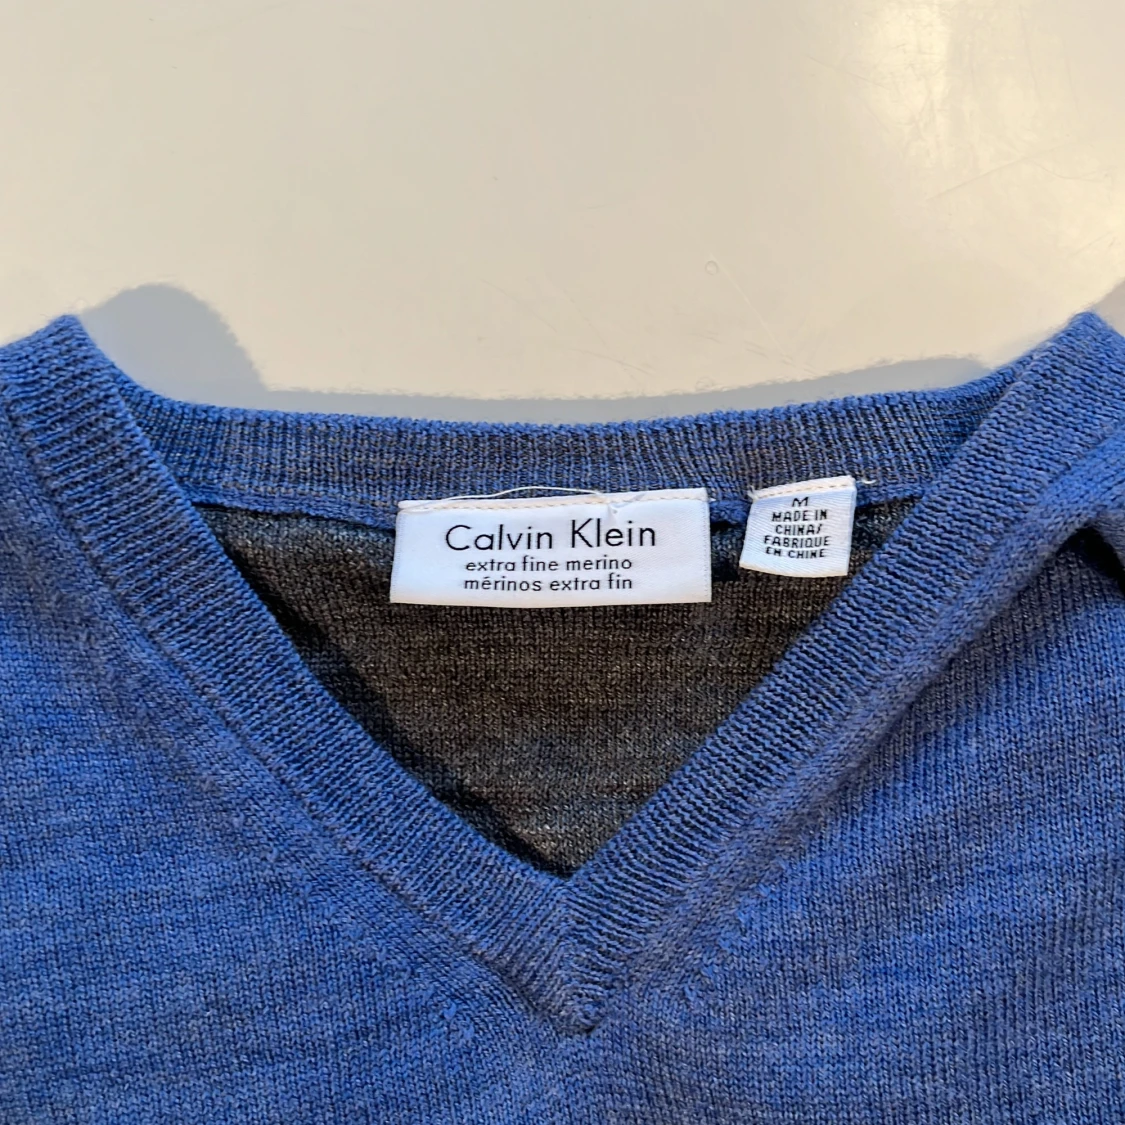 Calvin Klein
extra fine merino
mérinos extra fin
M
MADE IN
CHINA/
FABRIQUE
EN CHINE